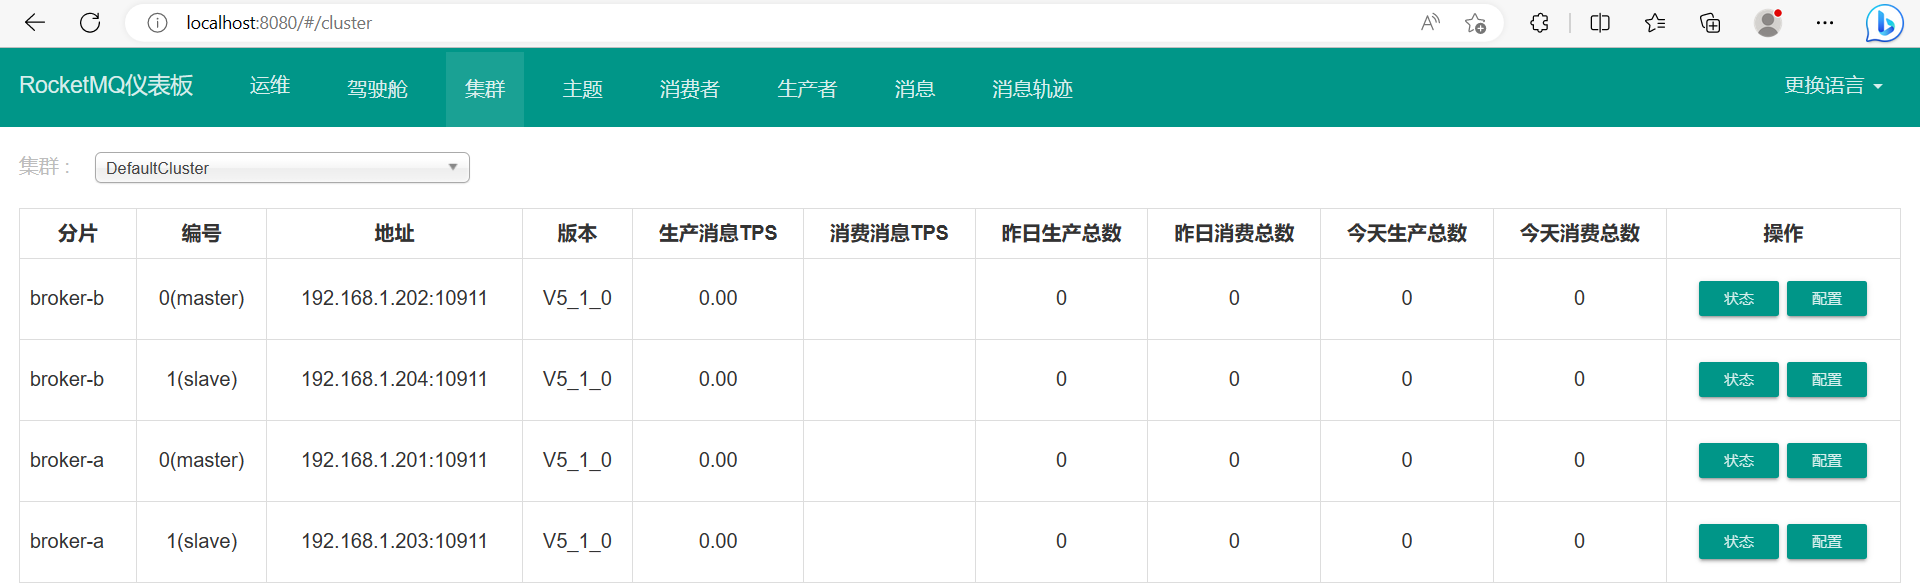 localhost:8080/#/cluster
RocketMQ仪表板 运维 驾驶舱 集群 主题 消费者 生产者 消息 消息轨迹 更换语言
集群： DefaultCluster
分片 编号 地址 版本 生产消息TPS 消费消息TPS 昨日生产总数 昨日消费总数 今天生产总数 今天消费总数 操作
broker-b 0(master) 192.168.1.202:10911 V5_1_0 0.00 0 0 0 0 状态 配置
broker-b 1(slave) 192.168.1.204:10911 V5_1_0 0.00 0 0 0 0 状态 配置
broker-a 0(master) 192.168.1.201:10911 V5_1_0 0.00 0 0 0 0 状态 配置
broker-a 1(slave) 192.168.1.203:10911 V5_1_0 0.00 0 0 0 0 状态 配置